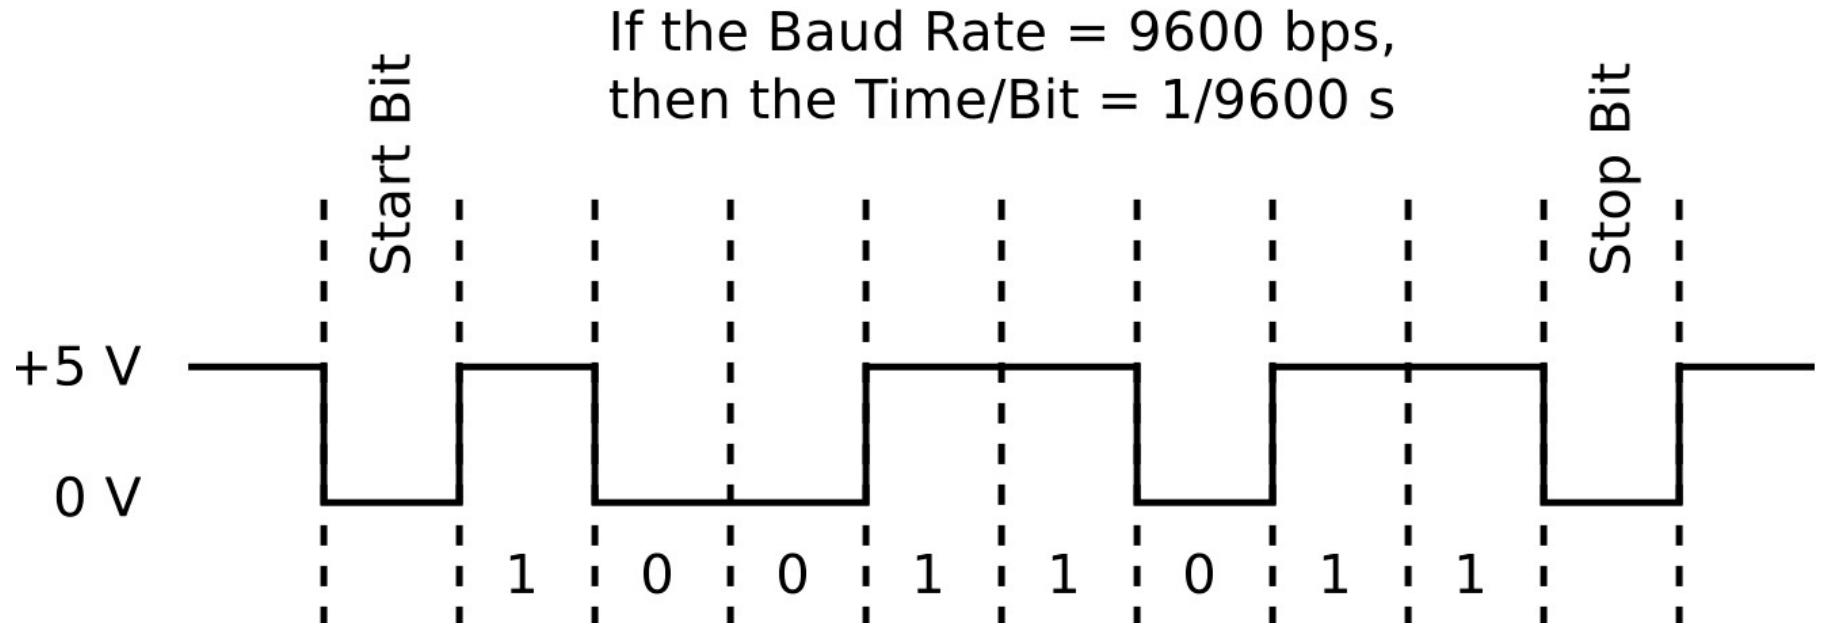 If the Baud Rate = 9600 bps,
then the Time/Bit = 1/9600 s
Start Bit
Stop Bit
+5 V
0 V
1 0 0 1 1 0 1 1